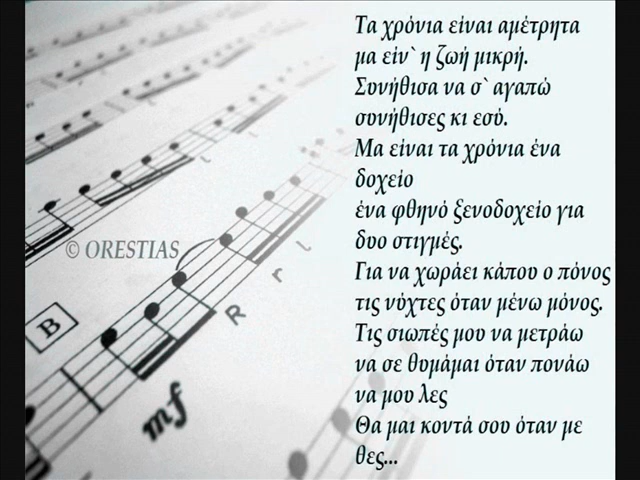 Τα χρόνια είναι αμέτρητα
μα είν` η ζωή μικρή.
Συνήθισα να σ` αγαπώ
συνήθισες κι εσύ.
Μα είναι τα χρόνια ένα
δοχείο
ένα φθηνό ξενοδοχείο για
δυο στιγμές.
Για να χωράει κάπου ο πόνος
τις νύχτες όταν μένω μόνος.
Τις σιωπές μου να μετράω
να σε θυμάμαι όταν πονάω
να μου λες
Θα μαι κοντά σου όταν με
θες...
© ORESTIAS
B
R r l
mf